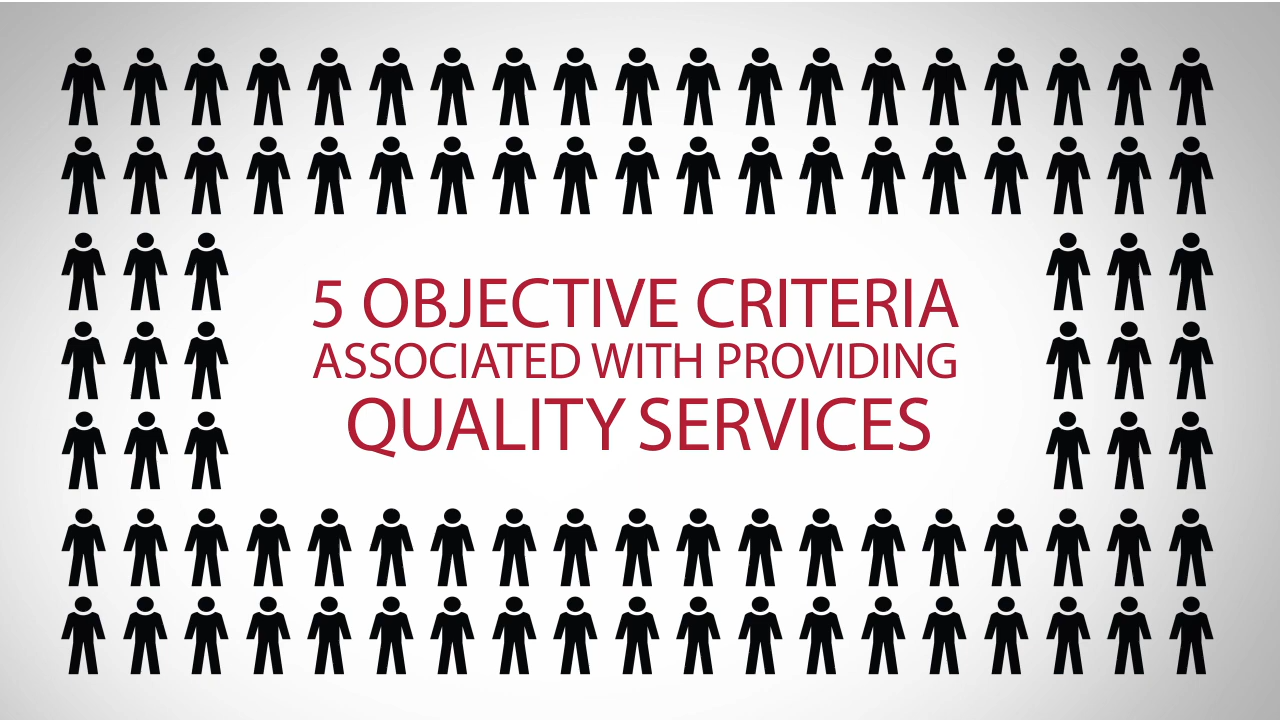 5 OBJECTIVE CRITERIA
ASSOCIATED WITH PROVIDING
QUALITY SERVICES